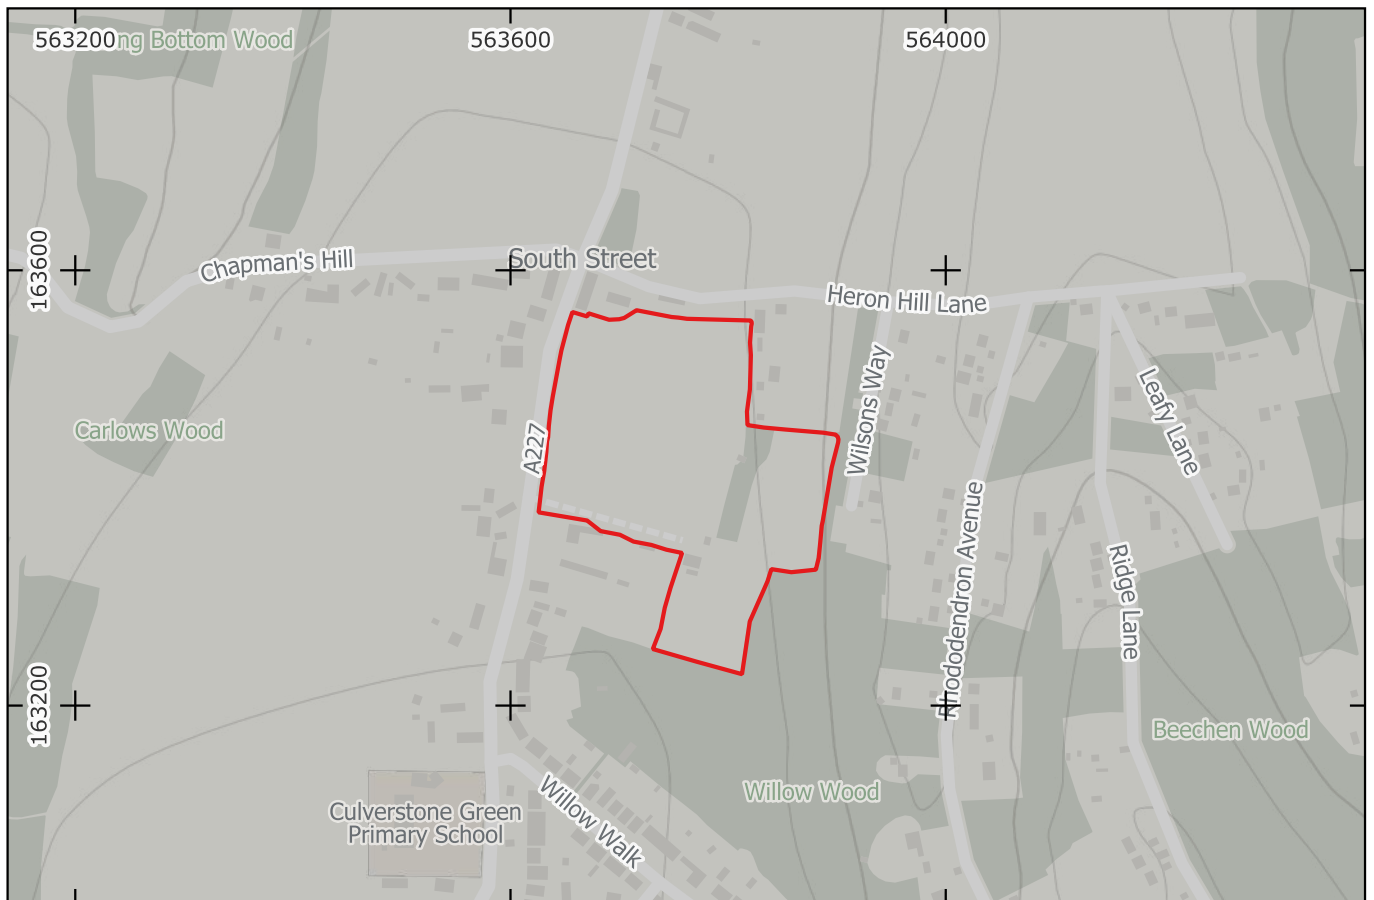 563200
563600
564000
ng Bottom Wood
163600
Chapman's Hill
South Street
Heron Hill Lane
Wilsons Way
Leafy Lane
Carlows Wood
A227
Rhododendron Avenue
Ridge Lane
163200
Beechen Wood
Willow Wood
Culverstone Green
Primary School
Willow Walk